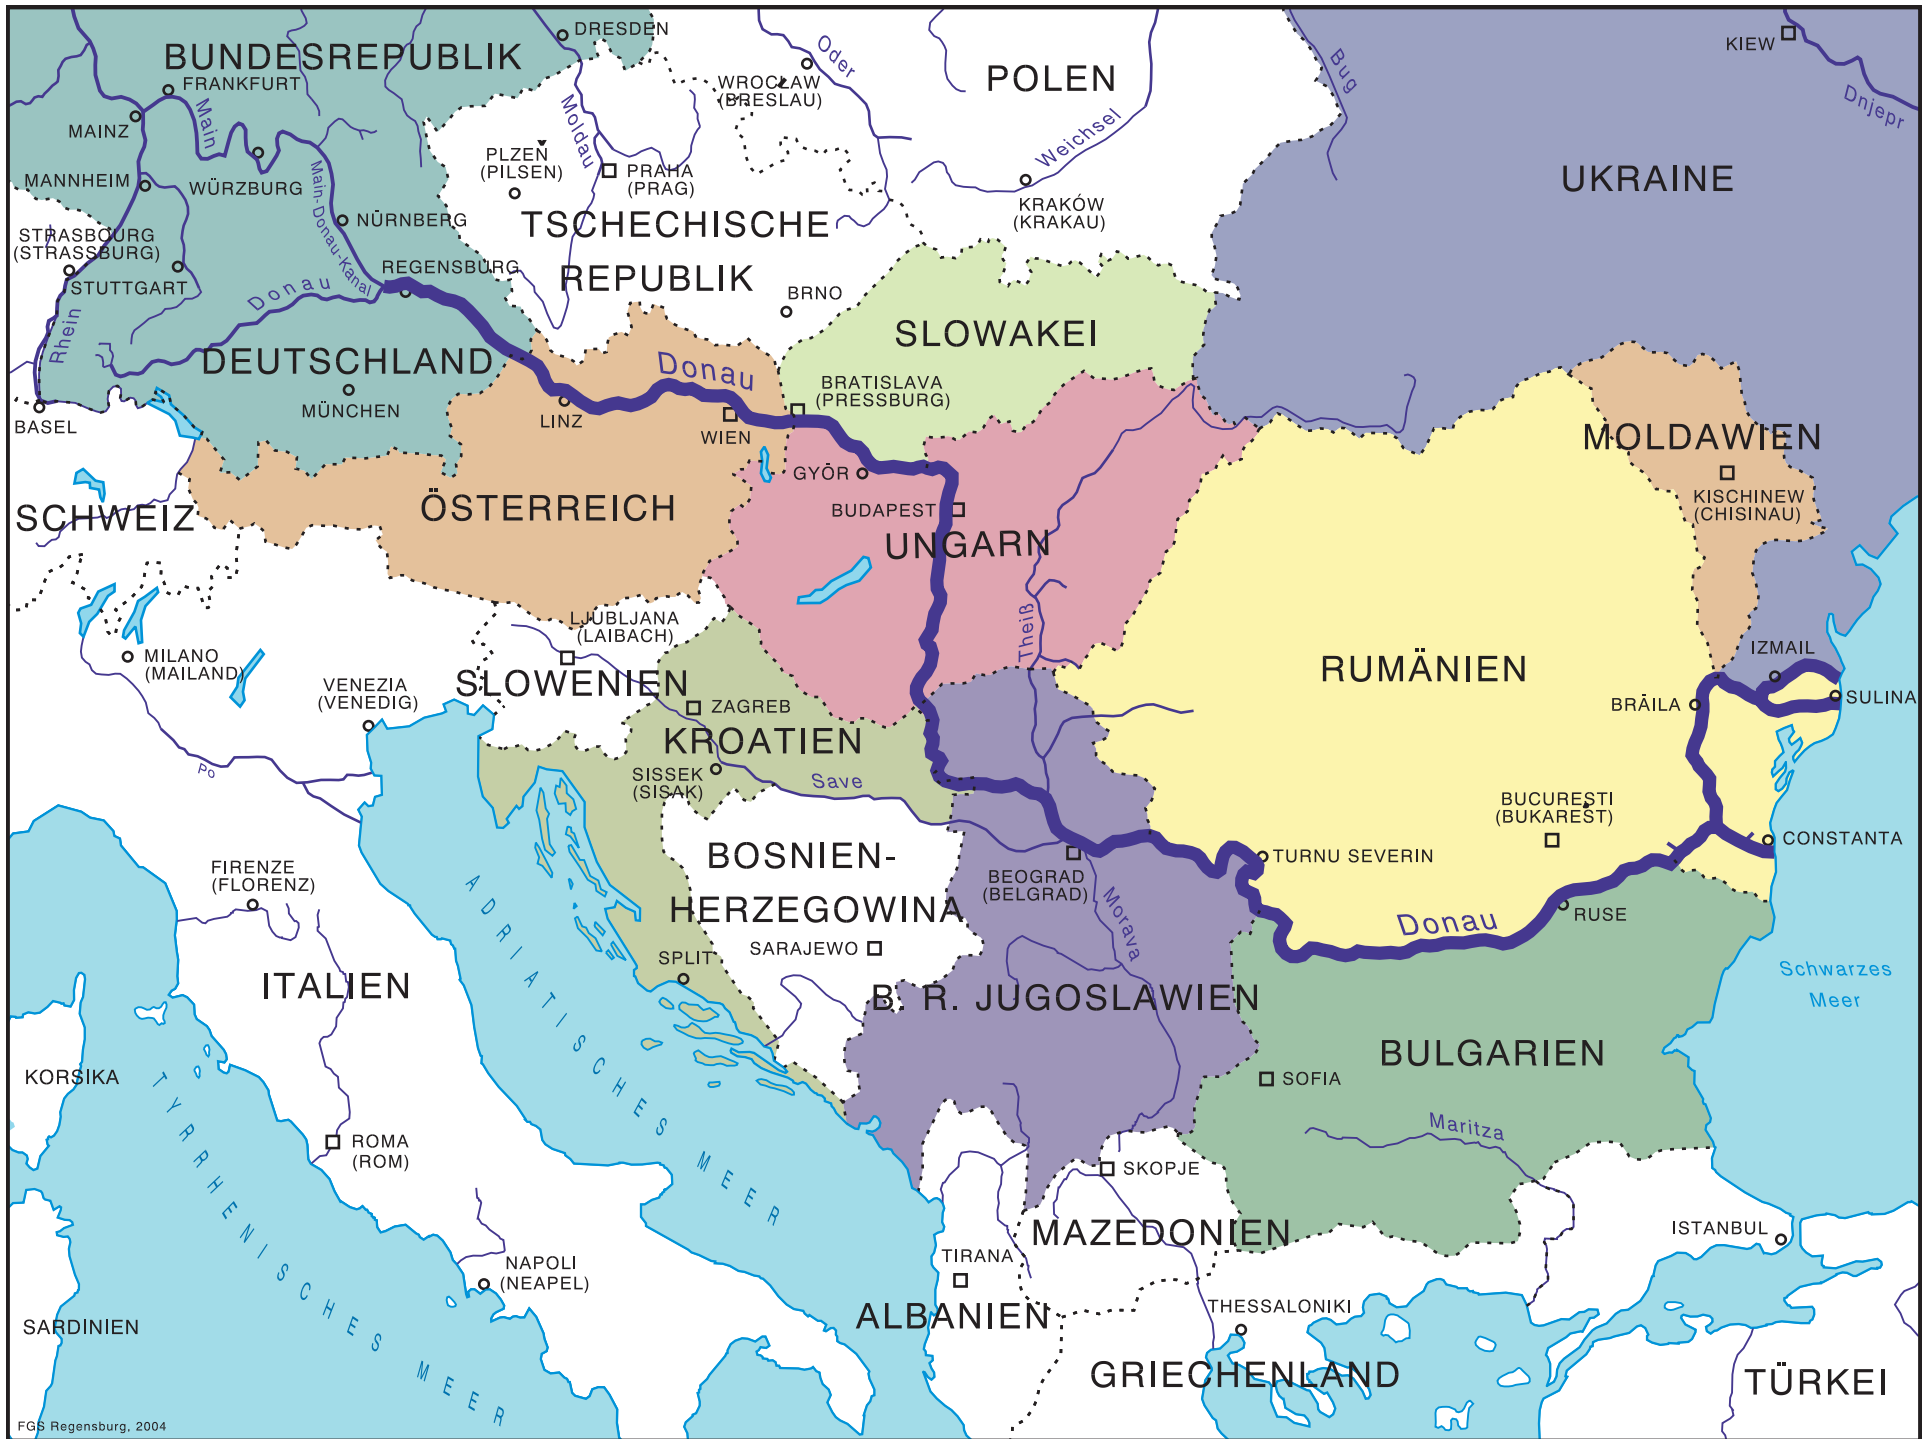 DRESDEN
BUNDESREPUBLIK
FRANKFURT
Main
MAINZ
MANNHEIM
WÜRZBURG
NÜRNBERG
Main-Donau-Kanal
STRASBOURG
(STRASSBURG)
STUTTGART
REGENSBURG
Donau
Rhein
DEUTSCHLAND
MÜNCHEN
BASEL
Oder
WROCŁAW
(BRESLAU)
POLEN
Bug
KIEW
Dnjepr
Moldau
PLZEŇ
(PILSEN)
PRAHA
(PRAG)
Weichsel
KRAKÓW
(KRAKAU)
UKRAINE
TSCHECHISCHE
REPUBLIK
BRNO
SLOWAKEI
Donau
BRATISLAVA
(PRESSBURG)
LINZ
WIEN
GYŐR
MOLDAWIEN
KISCHINEW
(CHISINAU)
SCHWEIZ
ÖSTERREICH
BUDAPEST
UNGARN
Theiß
LJUBLJANA
(LAIBACH)
MILANO
(MAILAND)
VENEZIA
(VENEDIG)
SLOWENIEN
ZAGREB
KROATIEN
RUMÄNIEN
IZMAIL
SULINA
BRĂILA
Po
SISSEK
(SISAK)
Save
BUCURESTI
(BUKAREST)
CONSTANTA
BOSNIEN-
HERZEGOWINA
SARAJEWO
BEOGRAD
(BELGRAD)
Morava
TURNU SEVERIN
Donau
RUSE
FIRENZE
(FLORENZ)
ITALIEN
ADRIATISCHES MEER
SPLIT
B. R. JUGOSLAWIEN
Schwarzes
Meer
BULGARIEN
SOFIA
Maritza
KORSIKA
TYRRHENISCHES MEER
ROMA
(ROM)
SKOPJE
MAZEDONIEN
ISTANBUL
NAPOLI
(NEAPEL)
TIRANA
ALBANIEN
THESSALONIKI
GRIECHENLAND
TÜRKEI
SARDINIEN
FGS Regensburg, 2004